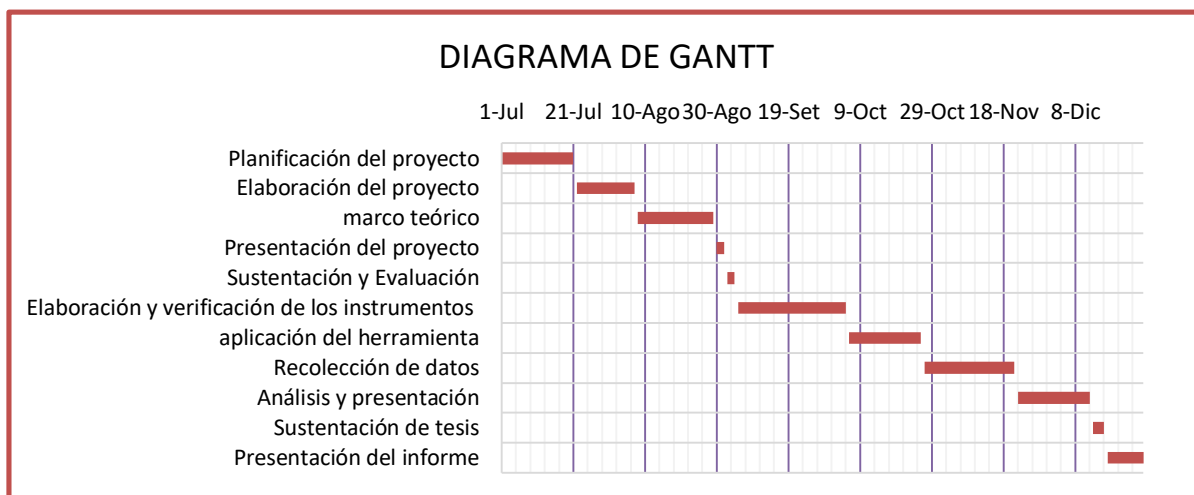 DIAGRAMA DE GANTT
1-Jul 21-Jul 10-Ago 30-Ago 19-Set 9-Oct 29-Oct 18-Nov 8-Dic
Planificación del proyecto
Elaboración del proyecto
marco teórico
Presentación del proyecto
Sustentación y Evaluación
Elaboración y verificación de los instrumentos
aplicación del herramienta
Recolección de datos
Análisis y presentación
Sustentación de tesis
Presentación del informe